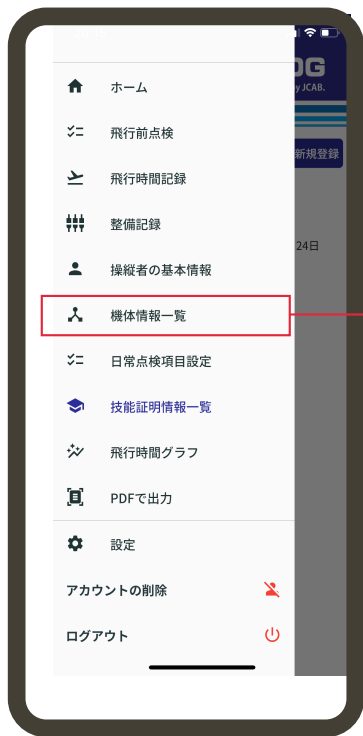 OG
by JCAB.
新規登録
24日
ホーム
飛行前点検
飛行時間記録
整備記録
操縦者の基本情報
機体情報一覧
日常点検項目設定
技能証明情報一覧
飛行時間グラフ
PDFで出力
設定
アカウントの削除
ログアウト